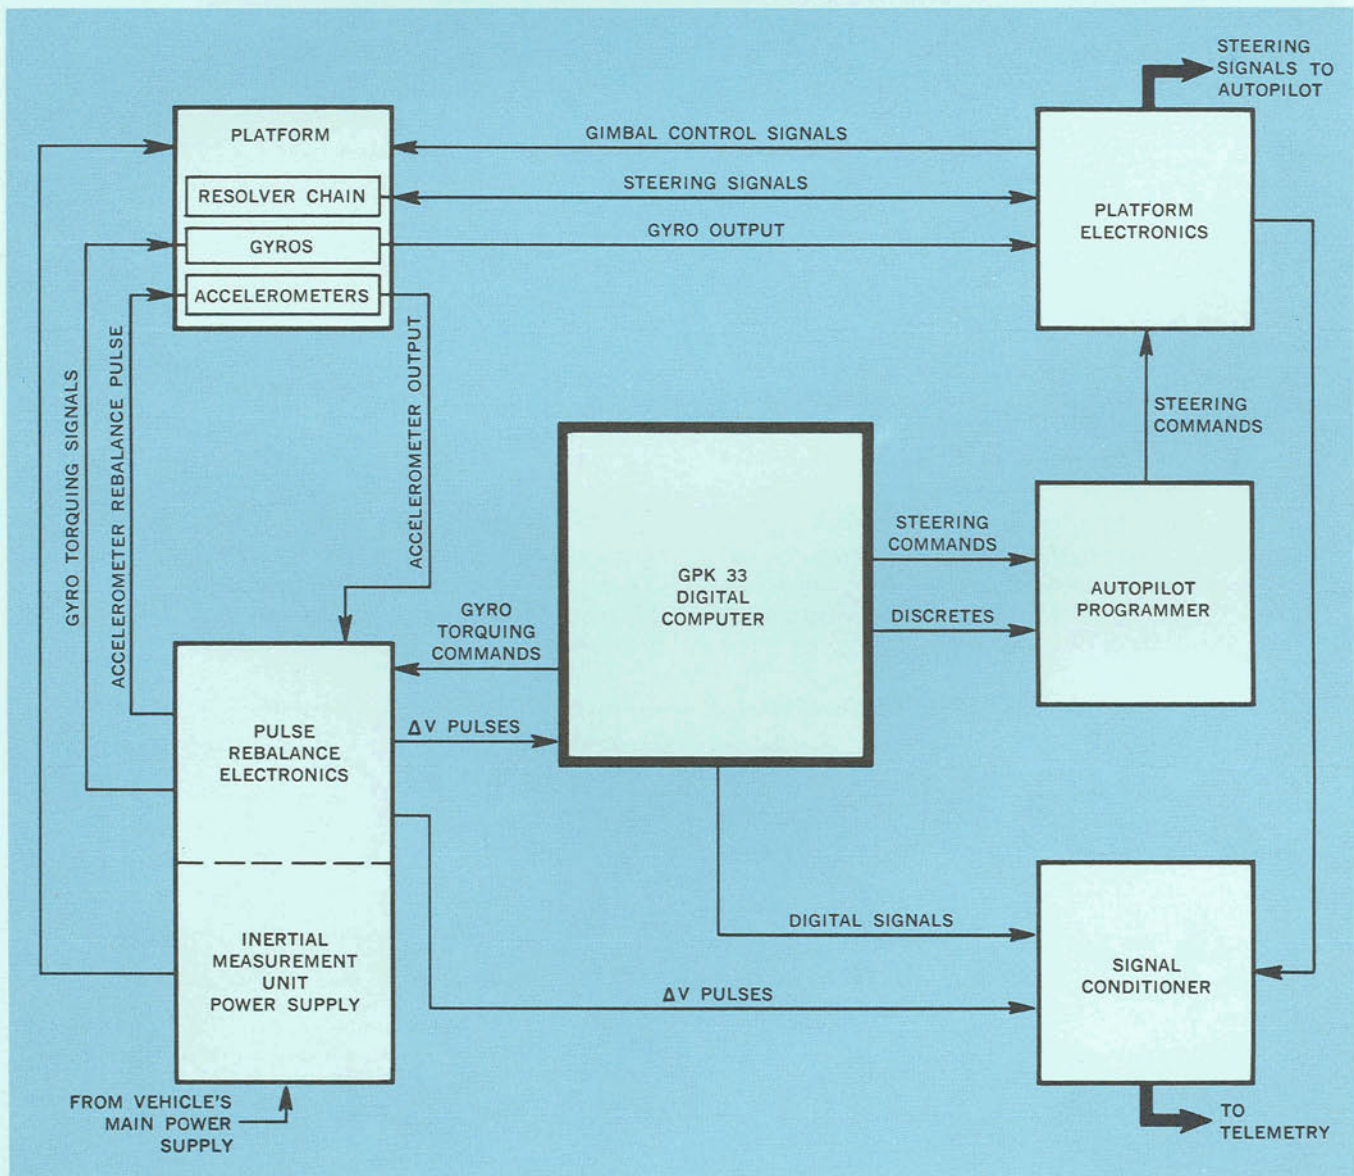 STEERING
SIGNALS TO
AUTOPILOT
PLATFORM
GIMBAL CONTROL SIGNALS
RESOLVER CHAIN
STEERING SIGNALS
PLATFORM
ELECTRONICS
GYROS
GYRO OUTPUT
ACCELEROMETERS
GYRO TORQUING SIGNALS
ACCELEROMETER REBALANCE PULSE
ACCELEROMETER OUTPUT
STEERING
COMMANDS
GPK 33
DIGITAL
COMPUTER
STEERING
COMMANDS
DISCRETES
AUTOPILOT
PROGRAMMER
GYRO
TORQUING
COMMANDS
ΔV PULSES
PULSE
REBALANCE
ELECTRONICS
INERTIAL
MEASUREMENT
UNIT
POWER SUPPLY
DIGITAL SIGNALS
ΔV PULSES
SIGNAL
CONDITIONER
FROM VEHICLE'S
MAIN POWER
SUPPLY
TO
TELEMETRY